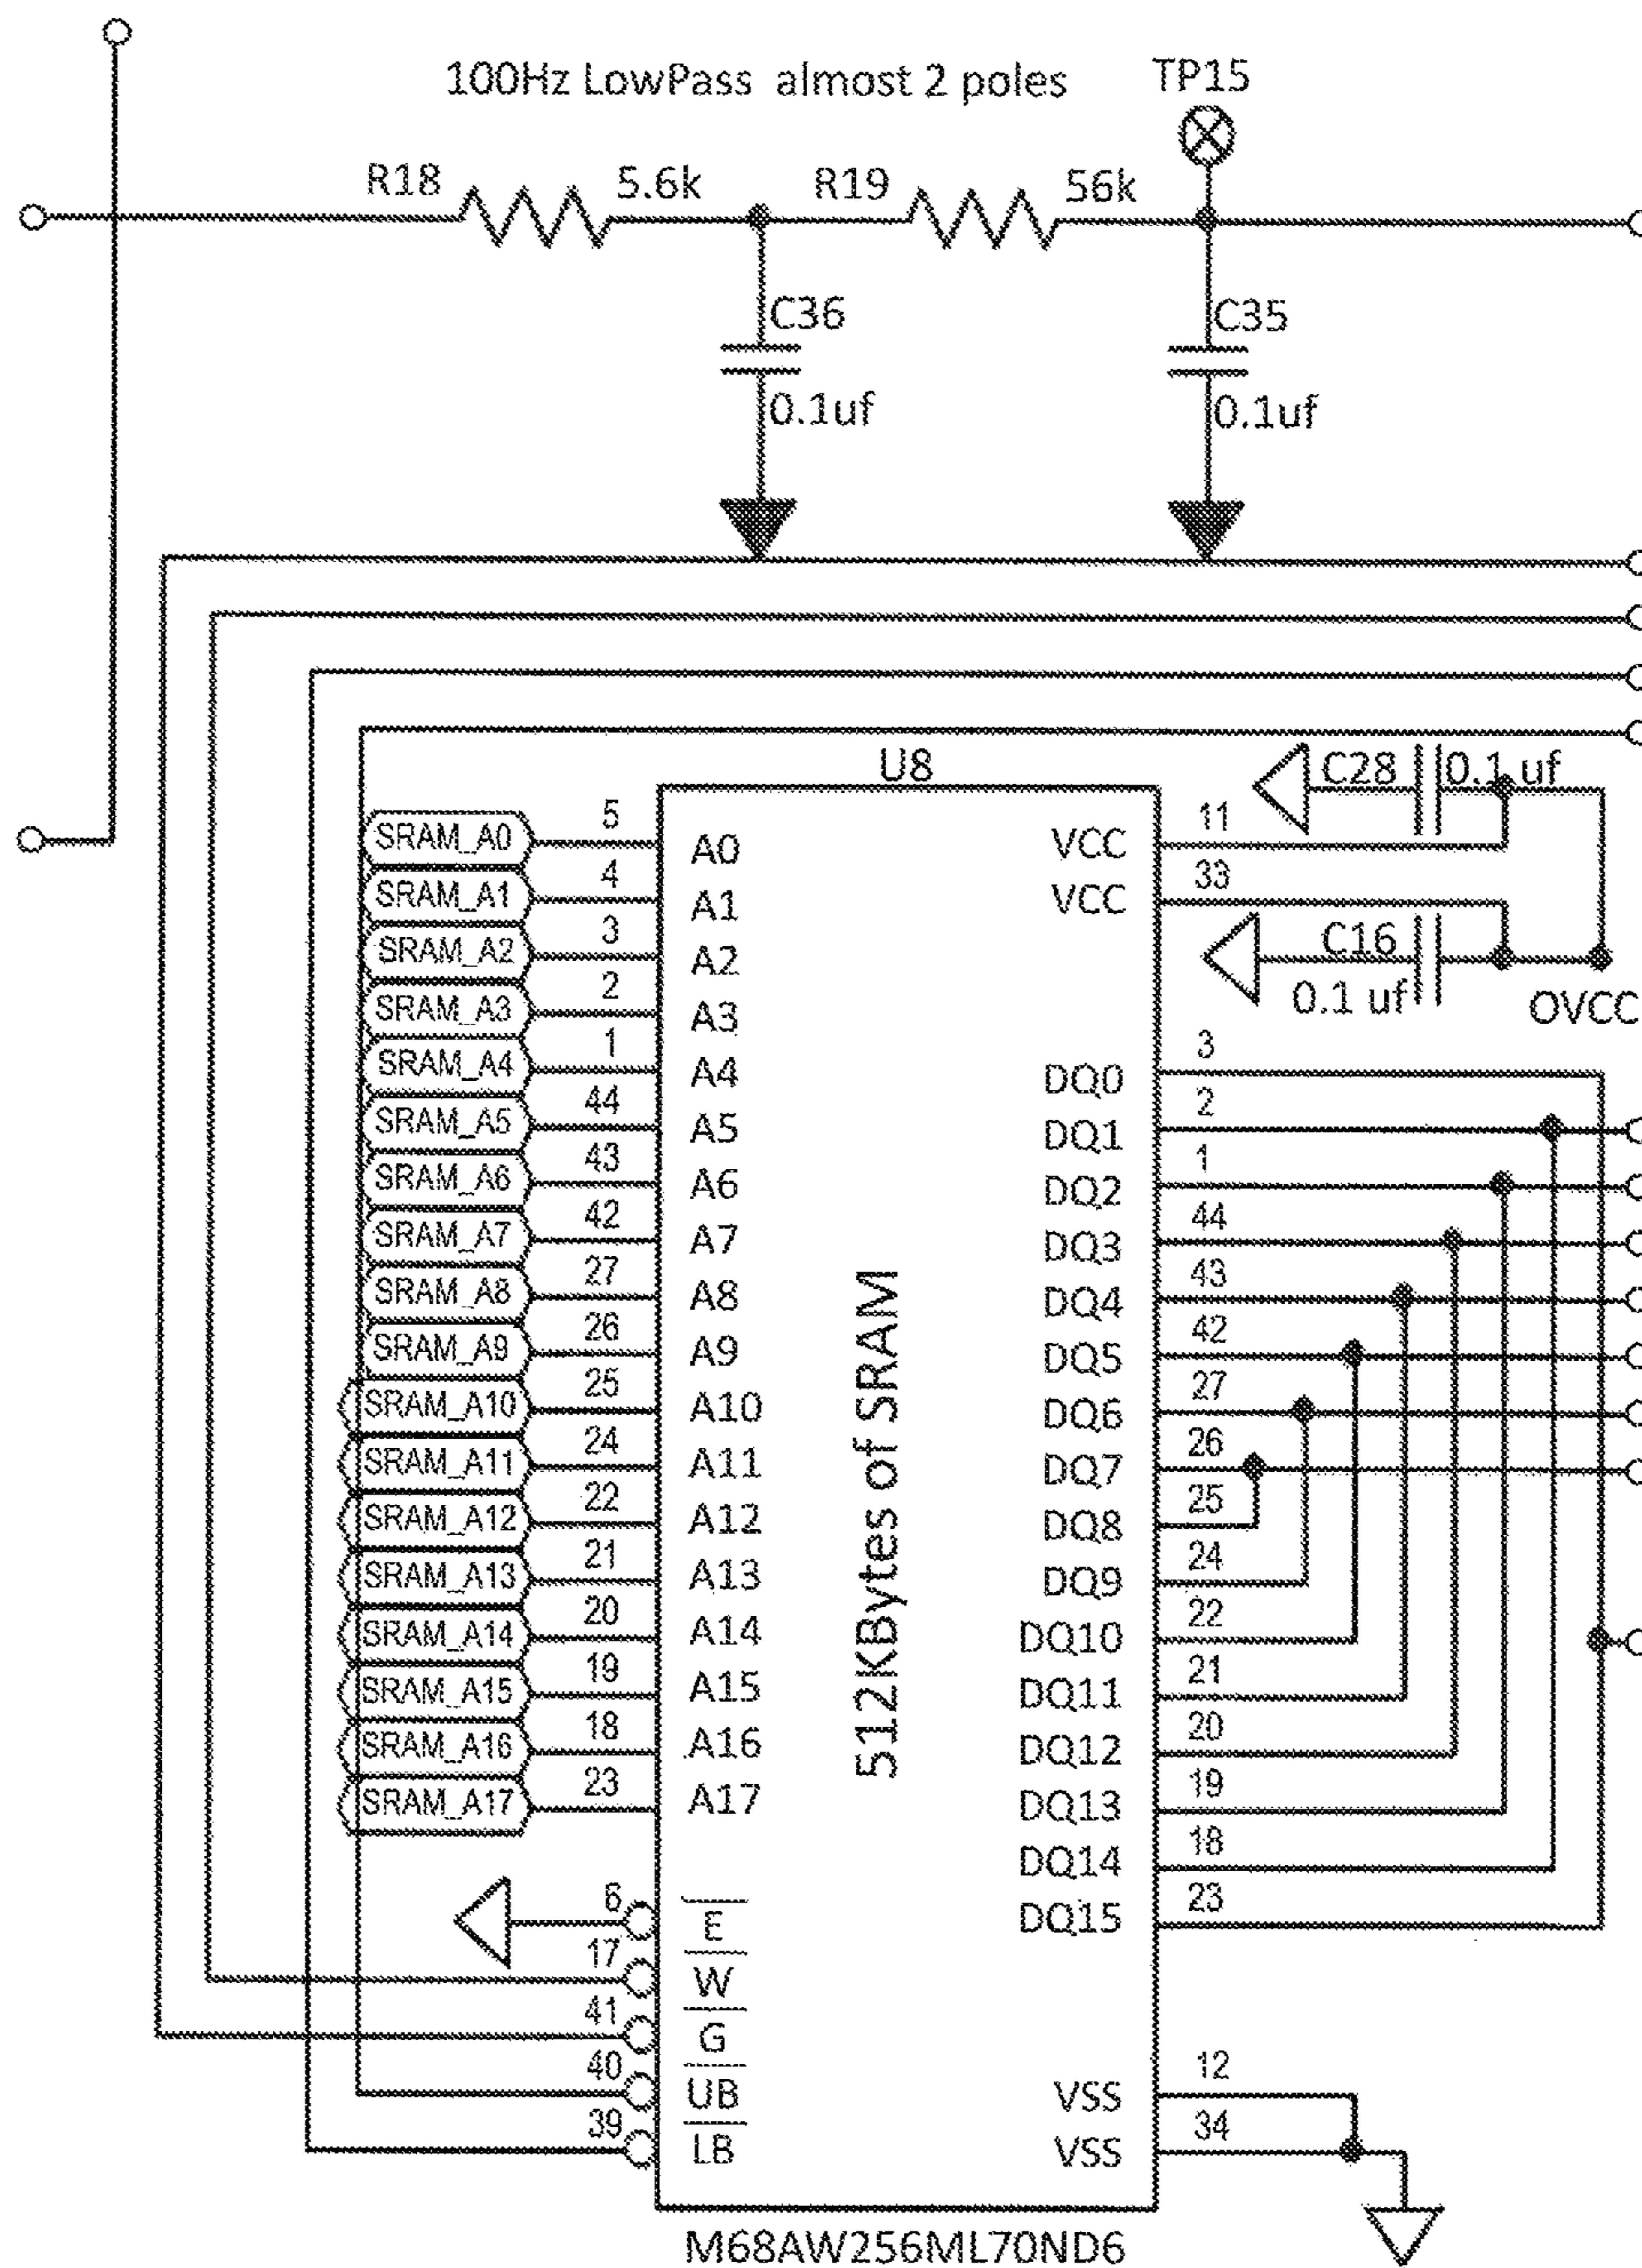 100Hz LowPass almost 2 poles
TP15
R18
5.6k
R19
56k
C36
0.1uf
C35
0.1uf
U8
C28
0.1 uf
SRAM_A0 5 A0
SRAM_A1 4 A1
SRAM_A2 3 A2
SRAM_A3 2 A3
SRAM_A4 1 A4
SRAM_A5 44 A5
SRAM_A6 43 A6
SRAM_A7 42 A7
SRAM_A8 27 A8
SRAM_A9 26 A9
SRAM_A10 25 A10
SRAM_A11 24 A11
SRAM_A12 22 A12
SRAM_A13 21 A13
SRAM_A14 20 A14
SRAM_A15 19 A15
SRAM_A16 18 A16
SRAM_A17 23 A17
6 E
17 W
41 G
40 UB
39 LB
512KBytes of SRAM
VCC 11
VCC 33
C16
0.1 uf
OVCC
DQ0 3
DQ1 2
DQ2 1
DQ3 44
DQ4 43
DQ5 42
DQ6 27
DQ7 26
DQ8 25
DQ9 24
DQ10 22
DQ11 21
DQ12 20
DQ13 19
DQ14 18
DQ15 23
VSS 12
VSS 34
M68AW256ML70ND6